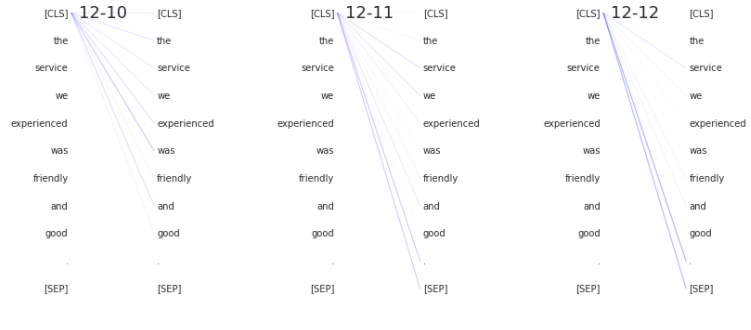 [CLS] 12-10 [CLS] [CLS] 12-11 [CLS] [CLS] 12-12 [CLS]
the the the the the the
service service service service service service
we we we we we we
experienced experienced experienced experienced experienced experienced
was was was was was was
friendly friendly friendly friendly friendly friendly
and and and and and and
good good good good good good
. . . . . .
[SEP] [SEP] [SEP] [SEP] [SEP] [SEP]